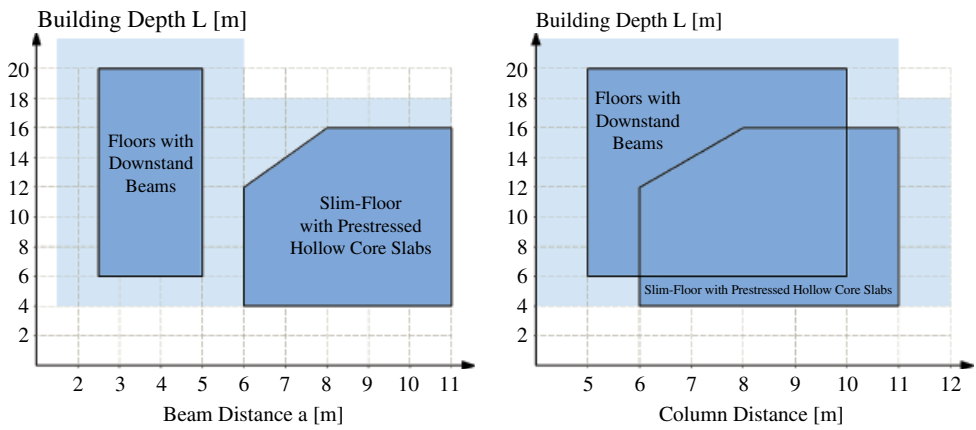 Building Depth L [m]
20
18
16
14
12
10
8
6
4
2
Floors with
Downstand
Beams
Slim-Floor
with Prestressed
Hollow Core Slabs
2 3 4 5 6 7 8 9 10 11
Beam Distance a [m]
Building Depth L [m]
20
18
16
14
12
10
8
6
4
2
Floors with
Downstand
Beams
Slim-Floor with Prestressed Hollow Core Slabs
5 6 7 8 9 10 11 12
Column Distance [m]